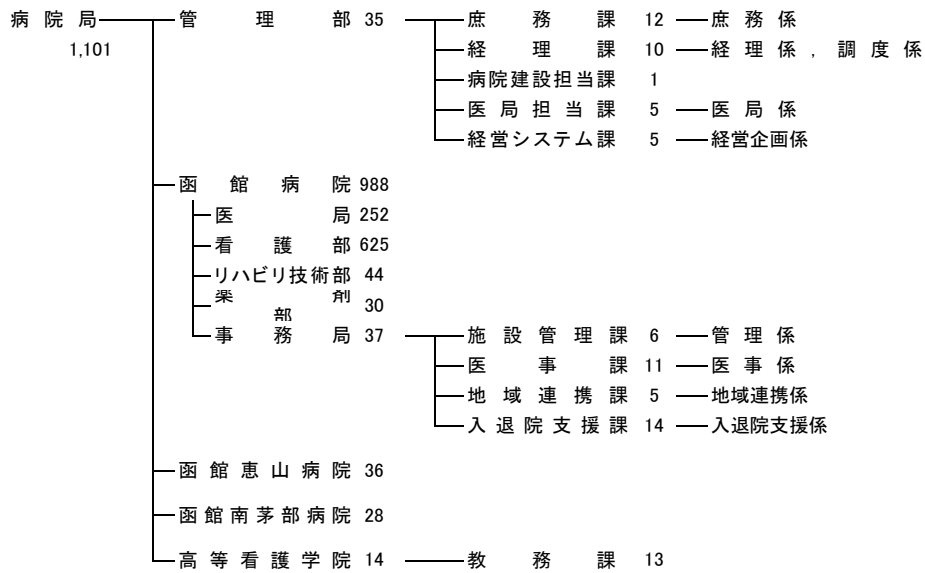 病院局 管理部 35 庶務課 12 庶務係
1,101 経理課 10 経理係，調度係
病院建設担当課 1
医局担当課 5 医局係
経営システム課 5 経営企画係
函館病院 988
医局 252
看護部 625
リハビリ技術部 44
薬剤部 30
事務局 37 施設管理課 6 管理係
医事課 11 医事係
地域連携課 5 地域連携係
入退院支援課 14 入退院支援係
函館恵山病院 36
函館南茅部病院 28
高等看護学院 14 教務課 13